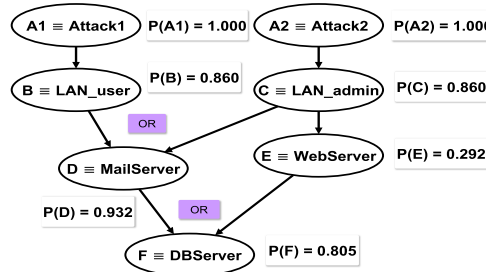 A1 ≡ Attack1
P(A1) = 1.000
A2 ≡ Attack2
P(A2) = 1.00
B ≡ LAN_user
P(B) = 0.860
C ≡ LAN_admin
P(C) = 0.860
OR
D ≡ MailServer
E ≡ WebServer
P(E) = 0.292
P(D) = 0.932
OR
F ≡ DBServer
P(F) = 0.805